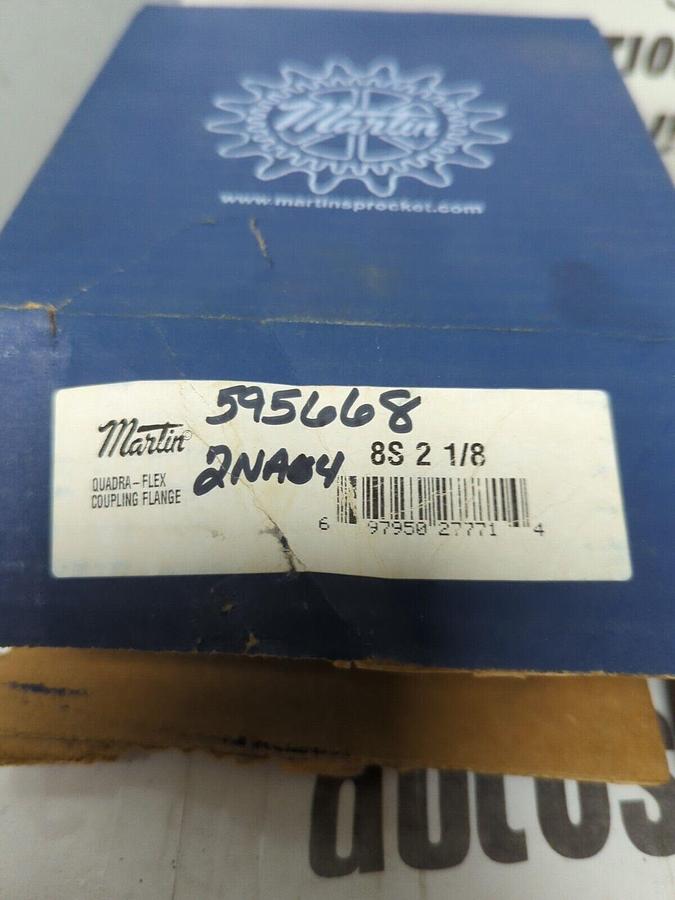 Martin
www.martinsprocket.com
595668
Martin
2NA04
8S 2 1/8
QUADRA-FLEX
COUPLING FLANGE
6 97950 27771 4